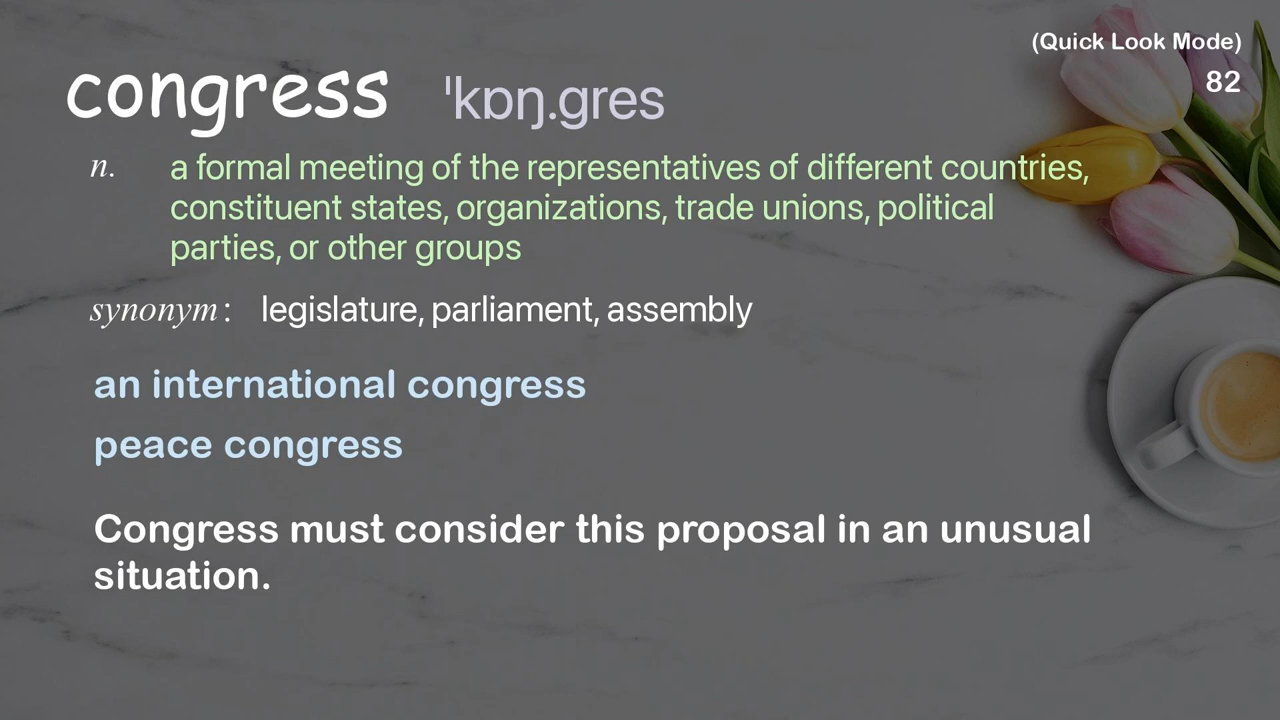 (Quick Look Mode)
82
congress ˈkɒŋ.gres
n. a formal meeting of the representatives of different countries,
constituent states, organizations, trade unions, political
parties, or other groups
synonym: legislature, parliament, assembly
an international congress
peace congress
Congress must consider this proposal in an unusual
situation.